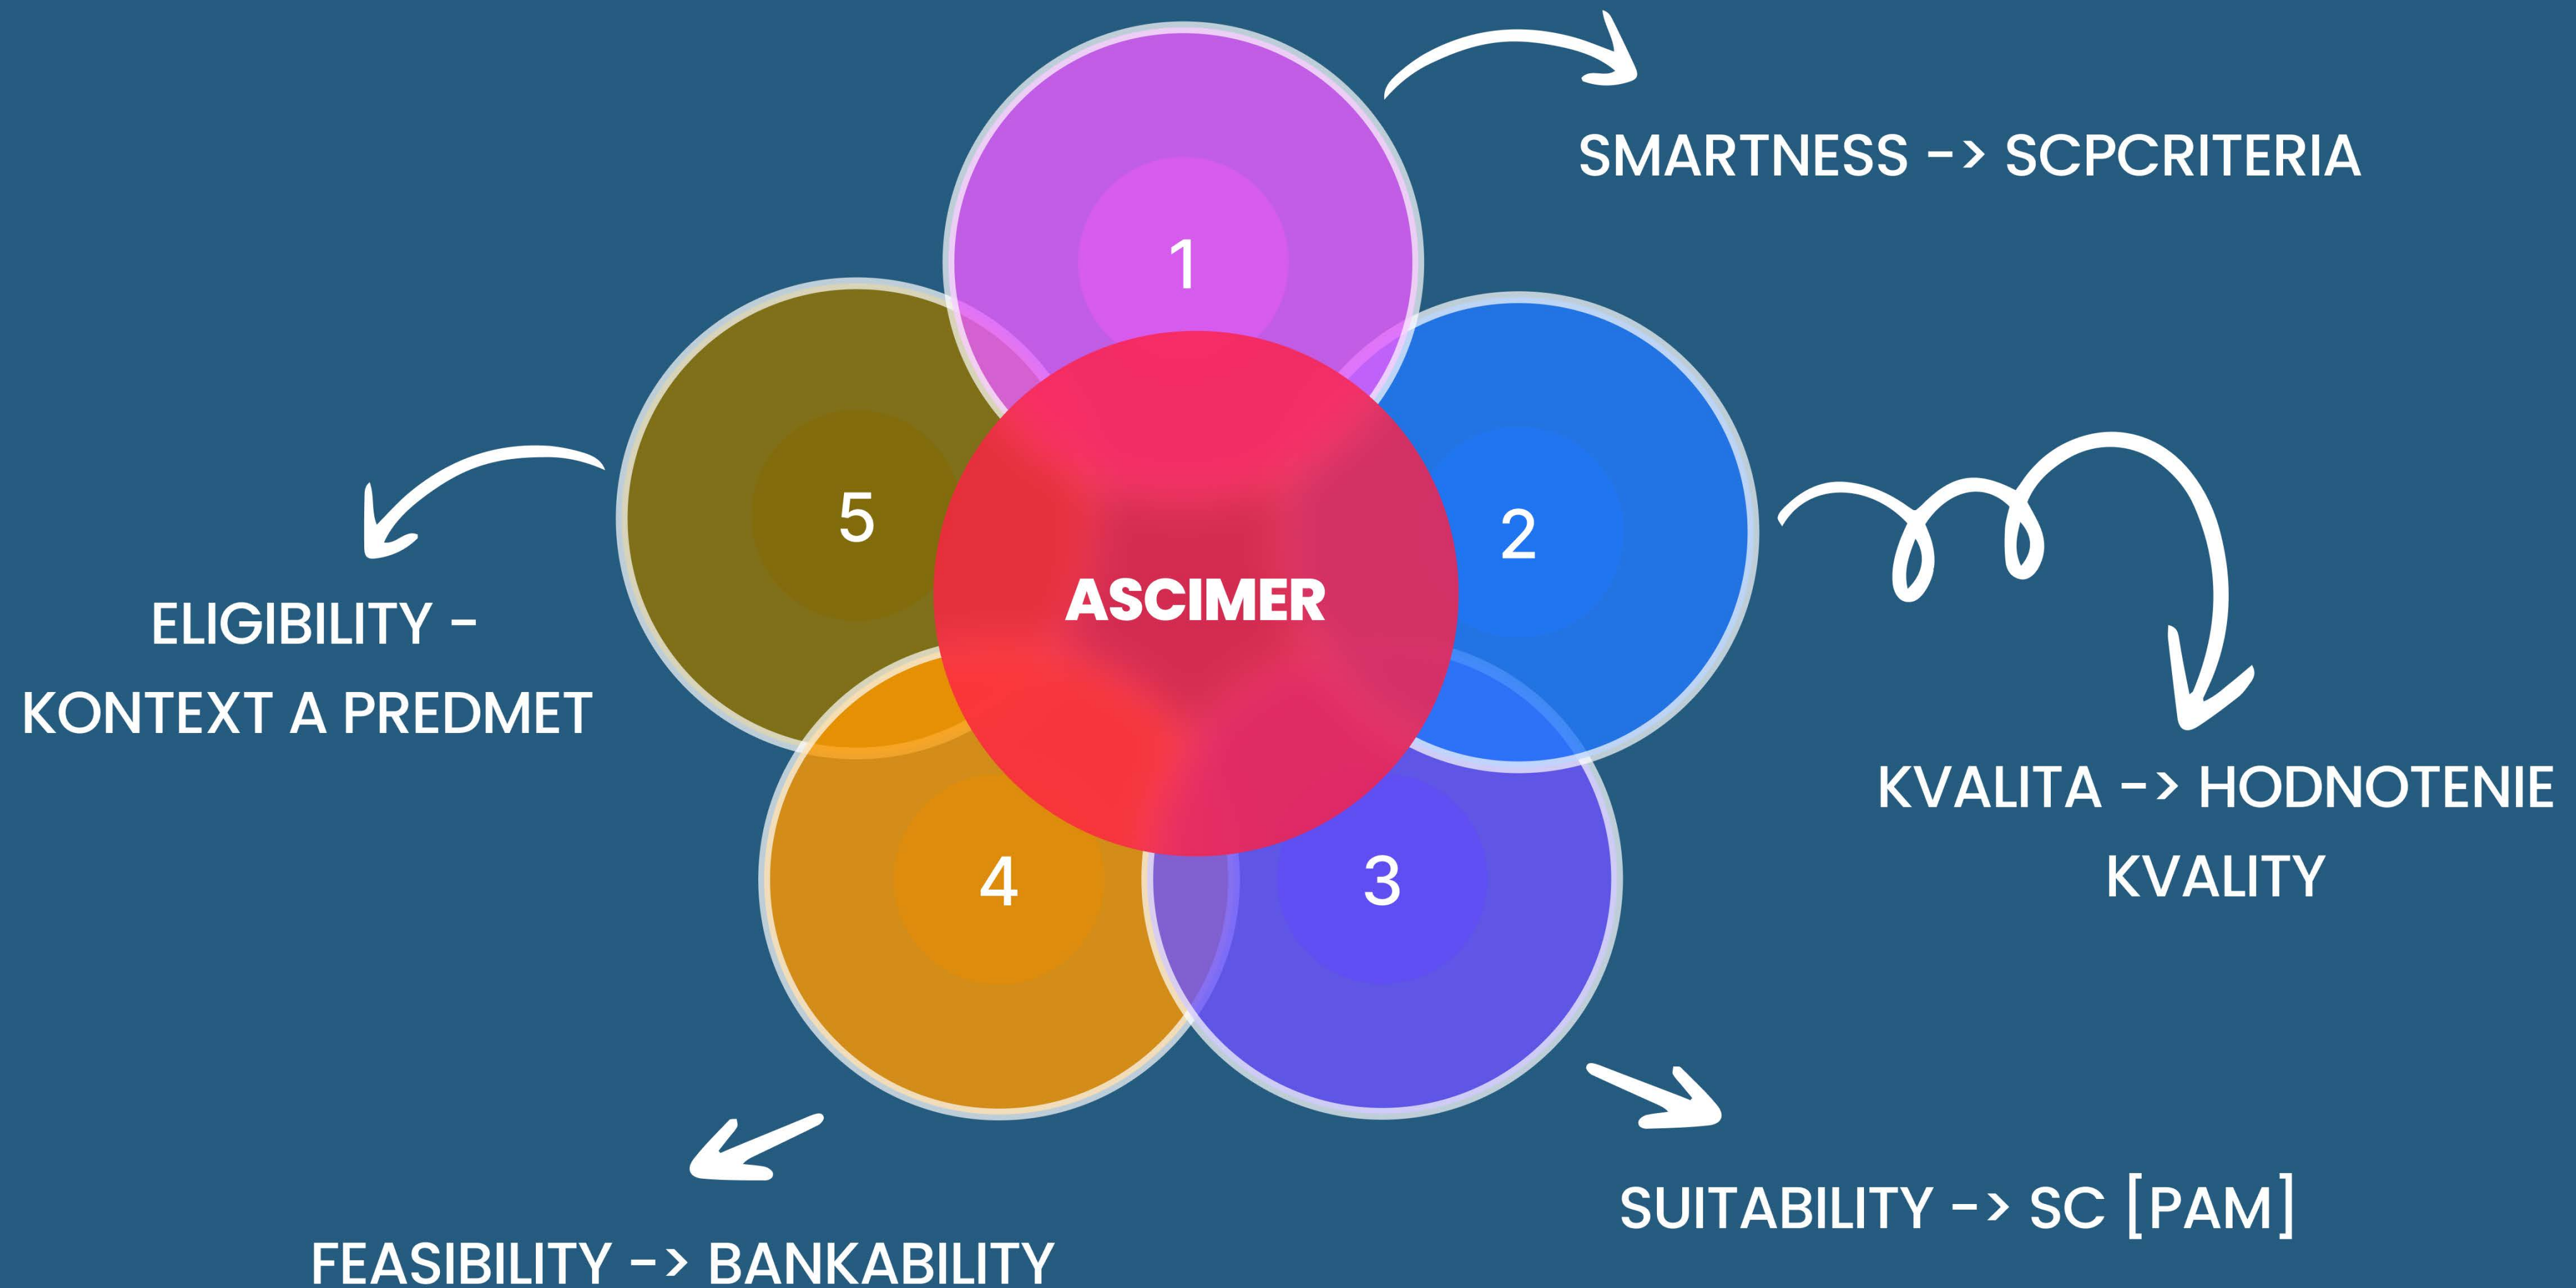 SMARTNESS -> SCPCRITERIA
1
5
2
ASCIMER
ELIGIBILITY -
KONTEXT A PREDMET
KVALITA -> HODNOTENIE
KVALITY
4
3
SUITABILITY -> SC [PAM]
FEASIBILITY -> BANKABILITY